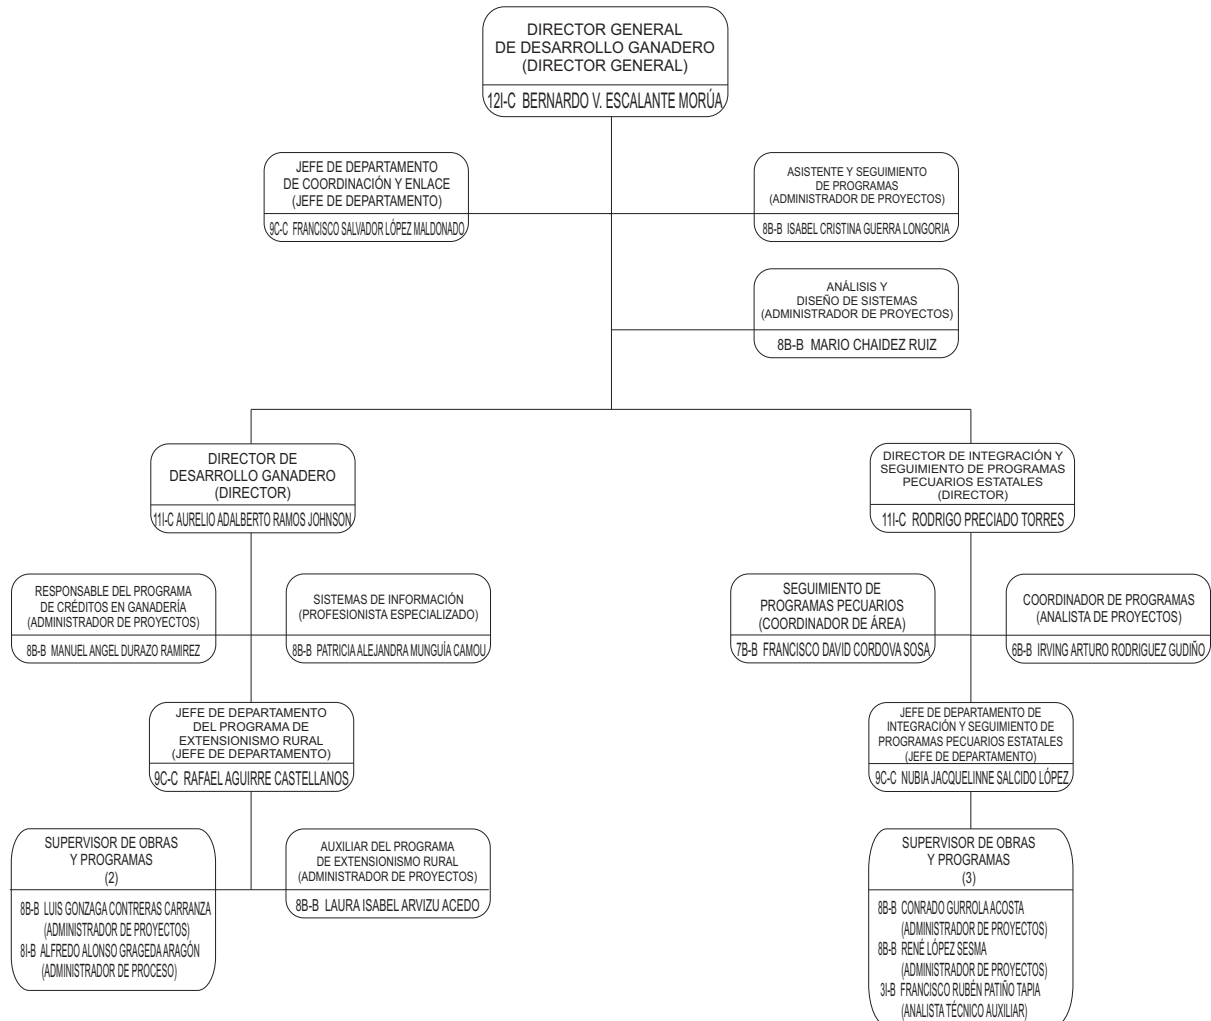 DIRECTOR GENERAL
DE DESARROLLO GANADERO
(DIRECTOR GENERAL)
12I-C BERNARDO V. ESCALANTE MORÚA
JEFE DE DEPARTAMENTO
DE COORDINACIÓN Y ENLACE
(JEFE DE DEPARTAMENTO)
9C-C FRANCISCO SALVADOR LÓPEZ MALDONADO
ASISTENTE Y SEGUIMIENTO
DE PROGRAMAS
(ADMINISTRADOR DE PROYECTOS)
8B-B ISABEL CRISTINA GUERRA LONGORIA
ANÁLISIS Y
DISEÑO DE SISTEMAS
(ADMINISTRADOR DE PROYECTOS)
8B-B MARIO CHAIDEZ RUIZ
DIRECTOR DE
DESARROLLO GANADERO
(DIRECTOR)
11I-C AURELIO ADALBERTO RAMOS JOHNSON
DIRECTOR DE INTEGRACIÓN Y
SEGUIMIENTO DE PROGRAMAS
PECUARIOS ESTATALES
(DIRECTOR)
11I-C RODRIGO PRECIADO TORRES
RESPONSABLE DEL PROGRAMA
DE CRÉDITOS EN GANADERÍA
(ADMINISTRADOR DE PROYECTOS)
8B-B MANUEL ANGEL DURAZO RAMIREZ
SISTEMAS DE INFORMACIÓN
(PROFESIONISTA ESPECIALIZADO)
8B-B PATRICIA ALEJANDRA MUNGUÍA CAMOU
SEGUIMIENTO DE
PROGRAMAS PECUARIOS
(COORDINADOR DE ÁREA)
7B-B FRANCISCO DAVID CORDOVA SOSA
COORDINADOR DE PROGRAMAS
(ANALISTA DE PROYECTOS)
6B-B IRVING ARTURO RODRIGUEZ GUDIÑO
JEFE DE DEPARTAMENTO
DEL PROGRAMA DE
EXTENSIONISMO RURAL
(JEFE DE DEPARTAMENTO)
9C-C RAFAEL AGUIRRE CASTELLANOS
JEFE DE DEPARTAMENTO DE
INTEGRACIÓN Y SEGUIMIENTO DE
PROGRAMAS PECUARIOS ESTATALES
(JEFE DE DEPARTAMENTO)
9C-C NUBIA JACQUELINNE SALCIDO LÓPEZ
SUPERVISOR DE OBRAS
Y PROGRAMAS
(2)
8B-B LUIS GONZAGA CONTRERAS CARRANZA
(ADMINISTRADOR DE PROYECTOS)
8I-B ALFREDO ALONSO GRAGEDA ARAGÓN
(ADMINISTRADOR DE PROCESO)
AUXILIAR DEL PROGRAMA
DE EXTENSIONISMO RURAL
(ADMINISTRADOR DE PROYECTOS)
8B-B LAURA ISABEL ARVIZU ACEDO
SUPERVISOR DE OBRAS
Y PROGRAMAS
(3)
8B-B CONRADO GURROLA ACOSTA
(ADMINISTRADOR DE PROYECTOS)
8B-B RENÉ LÓPEZ SESMA
(ADMINISTRADOR DE PROYECTOS)
3I-B FRANCISCO RUBÉN PATIÑO TAPIA
(ANALISTA TÉCNICO AUXILIAR)